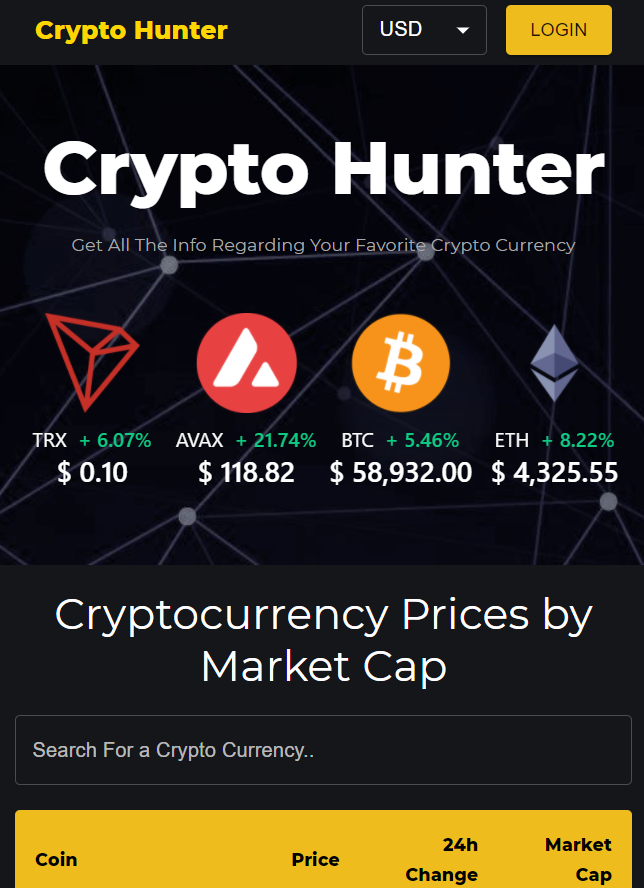 Crypto Hunter
USD
LOGIN
Crypto Hunter
Get All The Info Regarding Your Favorite Crypto Currency
TRX + 6.07% AVAX + 21.74% BTC + 5.46% ETH + 8.22%
$ 0.10 $ 118.82 $ 58,932.00 $ 4,325.55
Cryptocurrency Prices by
Market Cap
Search For a Crypto Currency..
Coin
Price
24h
Change
Market
Cap